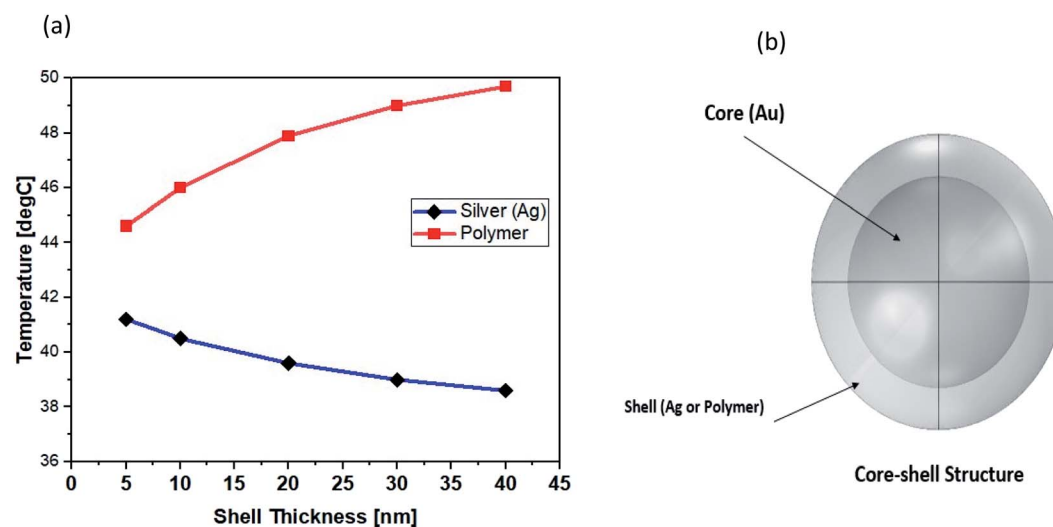 (a)
(b)
50
48
46
44
42
40
38
36
0
5
10
15
20
25
30
35
40
45
Temperature [degC]
Shell Thickness [nm]
Silver (Ag)
Polymer
Core (Au)
Shell (Ag or Polymer)
Core-shell Structure